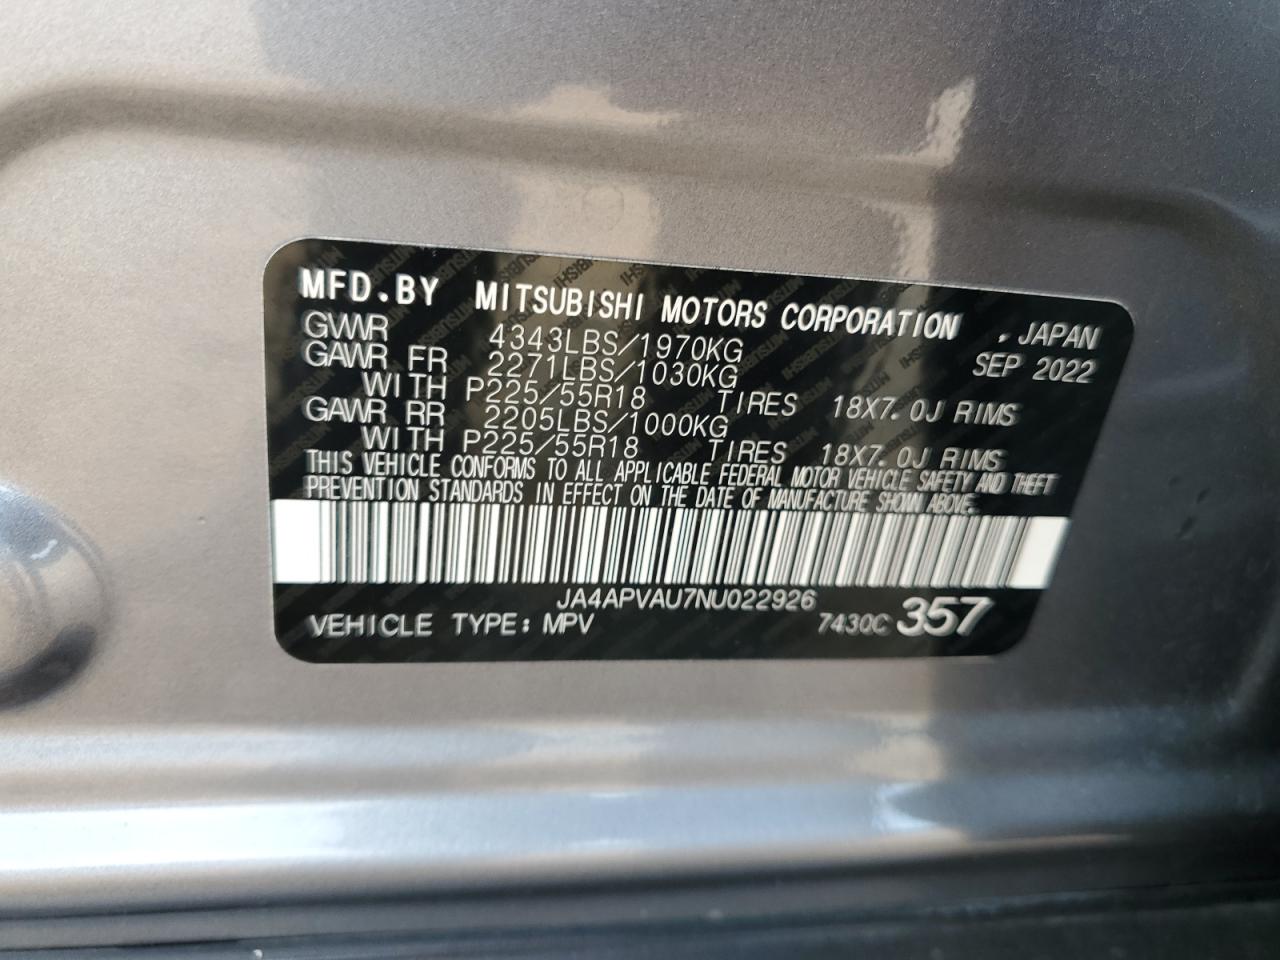 MFD.BY MITSUBISHI MOTORS CORPORATION , JAPAN
GVWR 4343LBS/1970KG SEP 2022
GAWR FR 2271LBS/1030KG
WITH P225/55R18 TIRES 18X7.0J RIMS
GAWR RR 2205LBS/1000KG
WITH P225/55R18 TIRES 18X7.0J RIMS
THIS VEHICLE CONFORMS TO ALL APPLICABLE FEDERAL MOTOR VEHICLE SAFETY AND THEFT
PREVENTION STANDARDS IN EFFECT ON THE DATE OF MANUFACTURE SHOWN ABOVE.
JA4APVAU7NU022926
VEHICLE TYPE: MPV 7430C 357